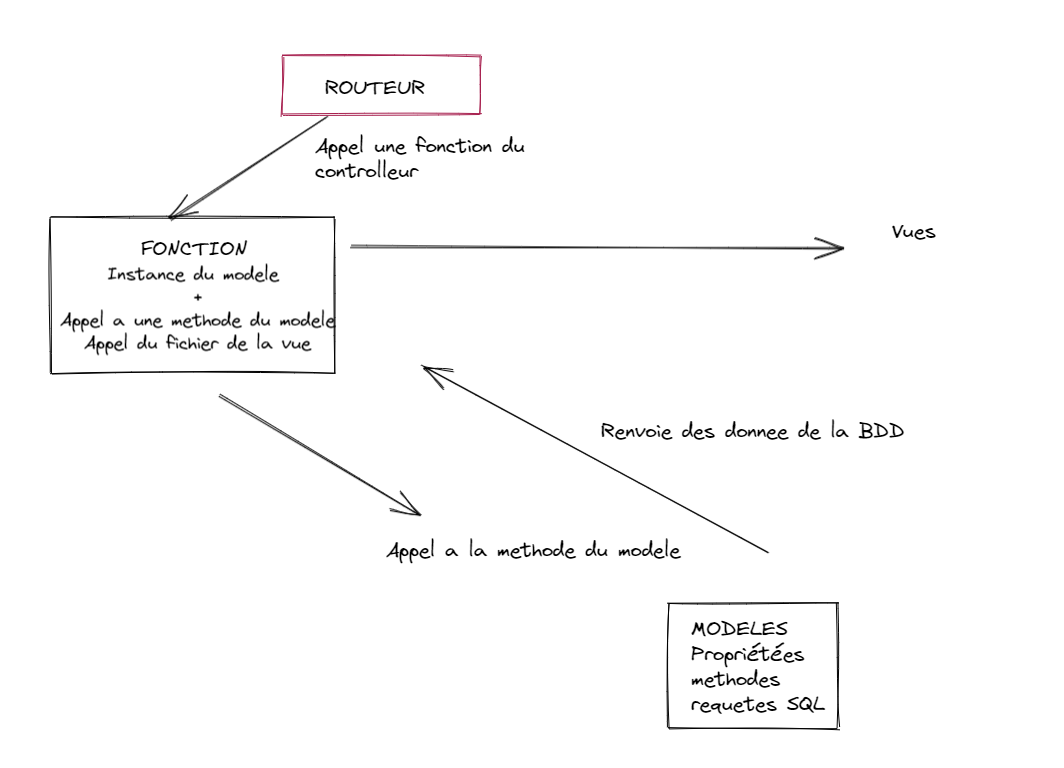 ROUTEUR
Appel une fonction du
controlleur
FONCTION
Instance du modele
+
Appel a une methode du modele
Appel du fichier de la vue
Vues
Renvoie des donnee de la BDD
Appel a la methode du modele
MODELES
Propriétées
methodes
requetes SQL